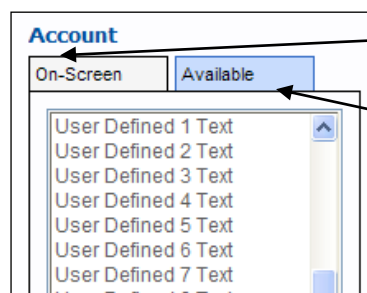 Account
On-Screen Available
User Defined 1 Text
User Defined 2 Text
User Defined 3 Text
User Defined 4 Text
User Defined 5 Text
User Defined 6 Text
User Defined 7 Text